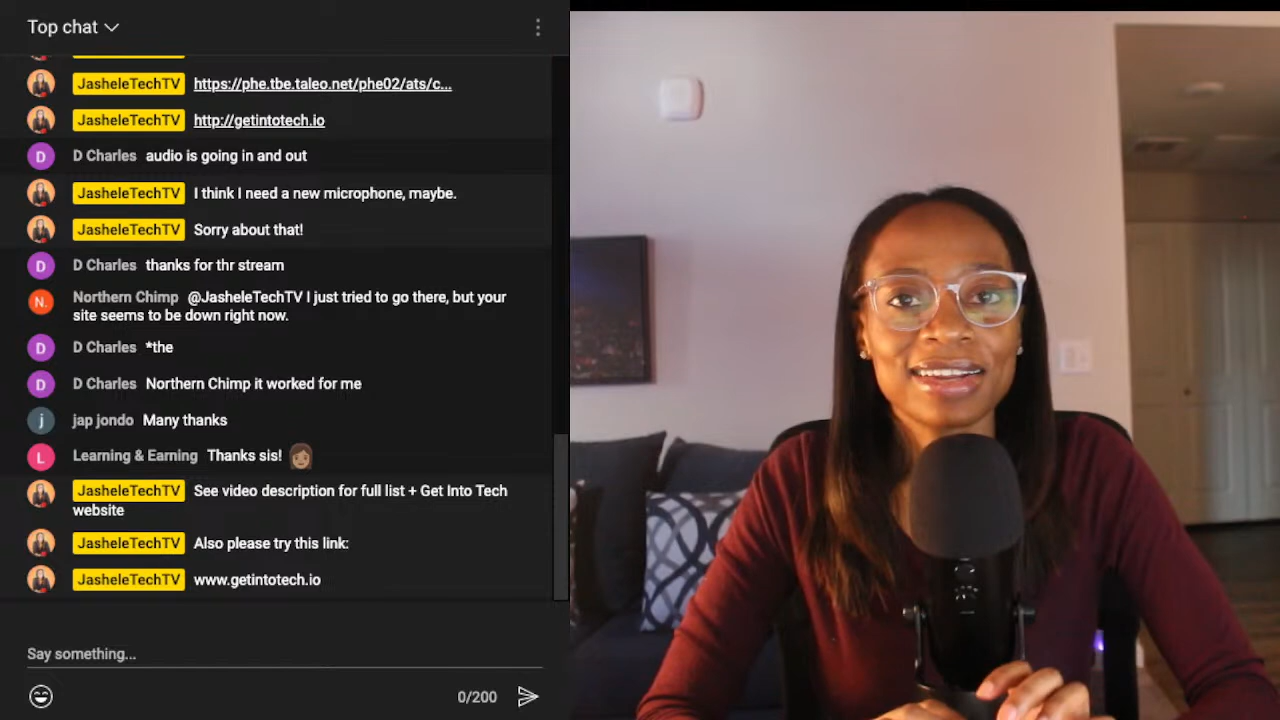 Top chat
JasheleTechTV https://phe.tbe.taleo.net/phe02/ats/c...
JasheleTechTV http://getintotech.io
D D Charles audio is going in and out
JasheleTechTV I think I need a new microphone, maybe.
JasheleTechTV Sorry about that!
D D Charles thanks for thr stream
N. Northern Chimp @JasheleTechTV I just tried to go there, but your
site seems to be down right now.
D D Charles *the
D D Charles Northern Chimp it worked for me
j jap jondo Many thanks
L Learning & Earning Thanks sis!
JasheleTechTV See video description for full list + Get Into Tech
website
JasheleTechTV Also please try this link:
JasheleTechTV www.getintotech.io
Say something...
0/200